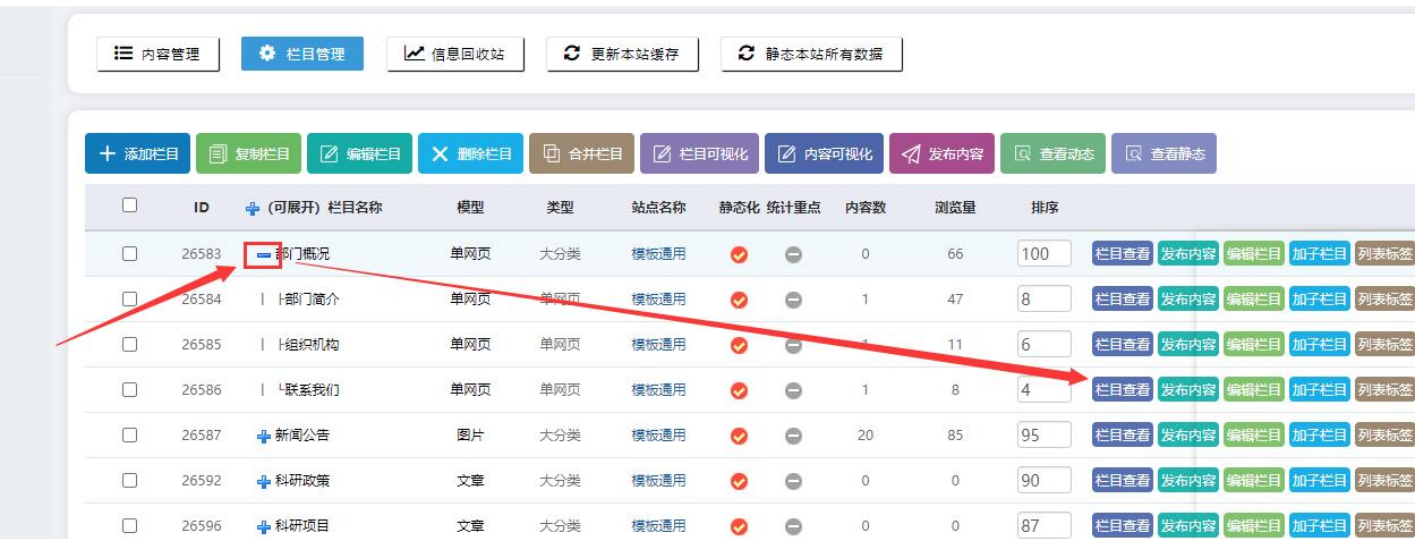 内容管理 栏目管理 信息回收站 更新本站缓存 静态本站所有数据
添加栏目 复制栏目 编辑栏目 删除栏目 合并栏目 栏目可视化 内容可视化 发布内容 查看动态 查看静态
ID (可展开) 栏目名称 模型 类型 站点名称 静态化 统计重点 内容数 浏览量 排序
26583 部门概况 单网页 大分类 模板通用 0 66 100 栏目查看 发布内容 编辑栏目 加子栏目 列表标签
26584 | ├部门简介 单网页 单网页 模板通用 1 47 8 栏目查看 发布内容 编辑栏目 加子栏目 列表标签
26585 | ├组织机构 单网页 单网页 模板通用 1 11 6 栏目查看 发布内容 编辑栏目 加子栏目 列表标签
26586 | └联系我们 单网页 单网页 模板通用 1 8 4 栏目查看 发布内容 编辑栏目 加子栏目 列表标签
26587 新闻公告 图片 大分类 模板通用 20 85 95 栏目查看 发布内容 编辑栏目 加子栏目 列表标签
26592 科研政策 文章 大分类 模板通用 0 0 90 栏目查看 发布内容 编辑栏目 加子栏目 列表标签
26596 科研项目 文章 大分类 模板通用 0 0 87 栏目查看 发布内容 编辑栏目 加子栏目 列表标签